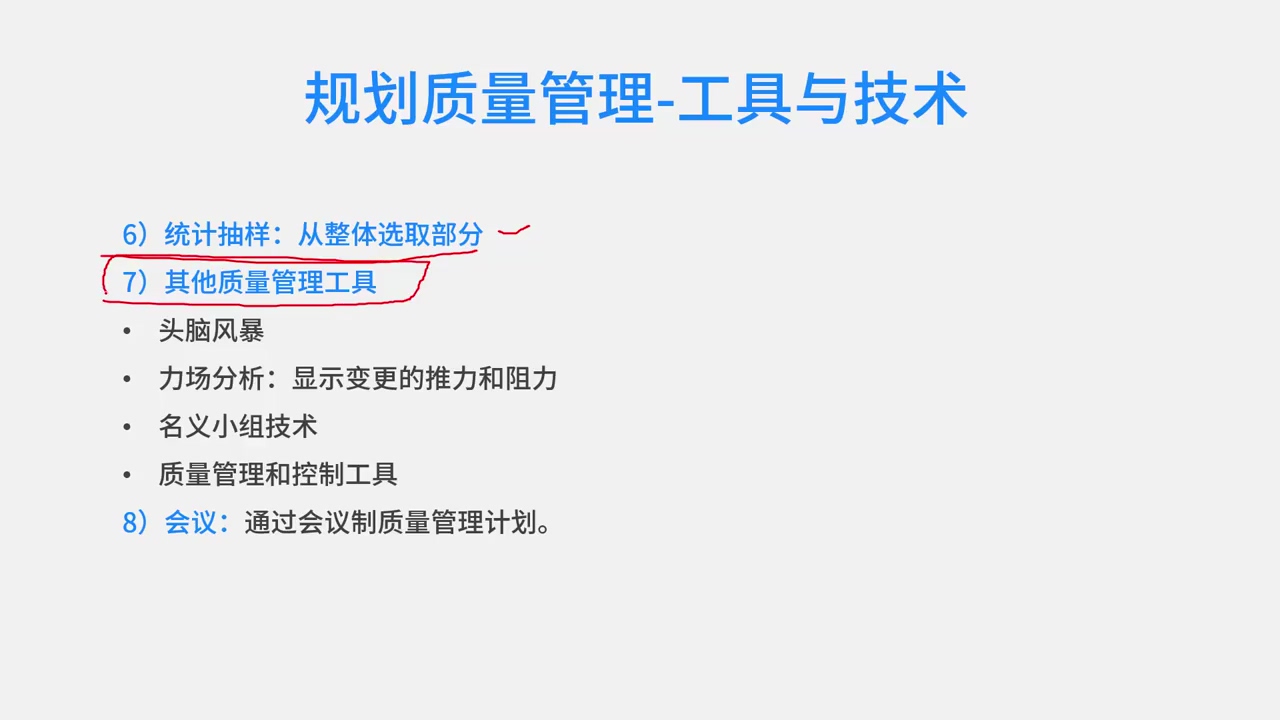 规划质量管理-工具与技术
6）统计抽样：从整体选取部分
7）其他质量管理工具
• 头脑风暴
• 力场分析：显示变更的推力和阻力
• 名义小组技术
• 质量管理和控制工具
8）会议：通过会议制质量管理计划。